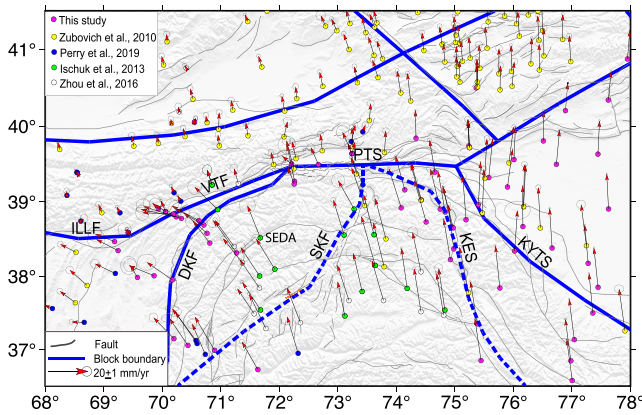 This study
Zubovich et al., 2010
Perry et al., 2019
Ischuk et al., 2013
Zhou et al., 2016
41°
40°
39°
38°
37°
PTS
VTF
ILLF
SEDA
SKF
DKF
KES
KYTS
Fault
Block boundary
20±1 mm/yr
68° 69° 70° 71° 72° 73° 74° 75° 76° 77° 78°